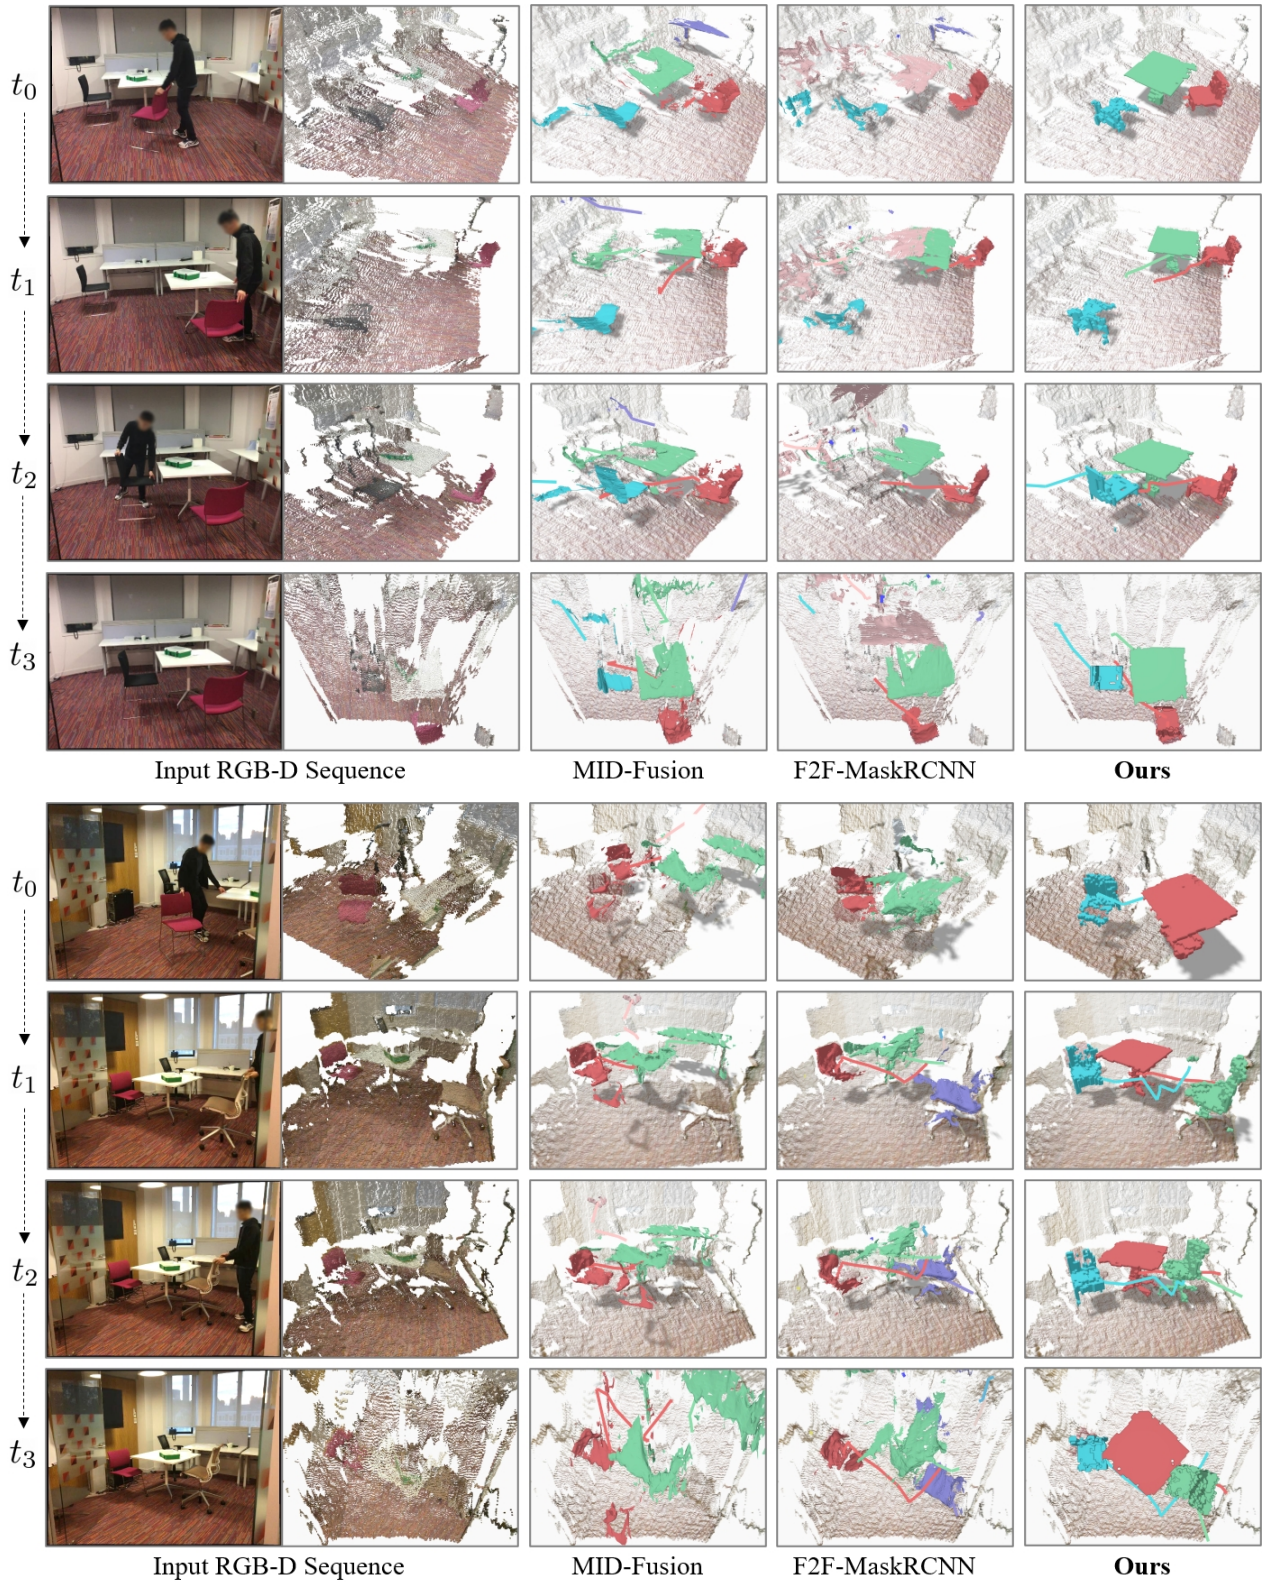 t0
t1
t2
t3
Input RGB-D Sequence MID-Fusion F2F-MaskRCNN Ours
t0
t1
t2
t3
Input RGB-D Sequence MID-Fusion F2F-MaskRCNN Ours